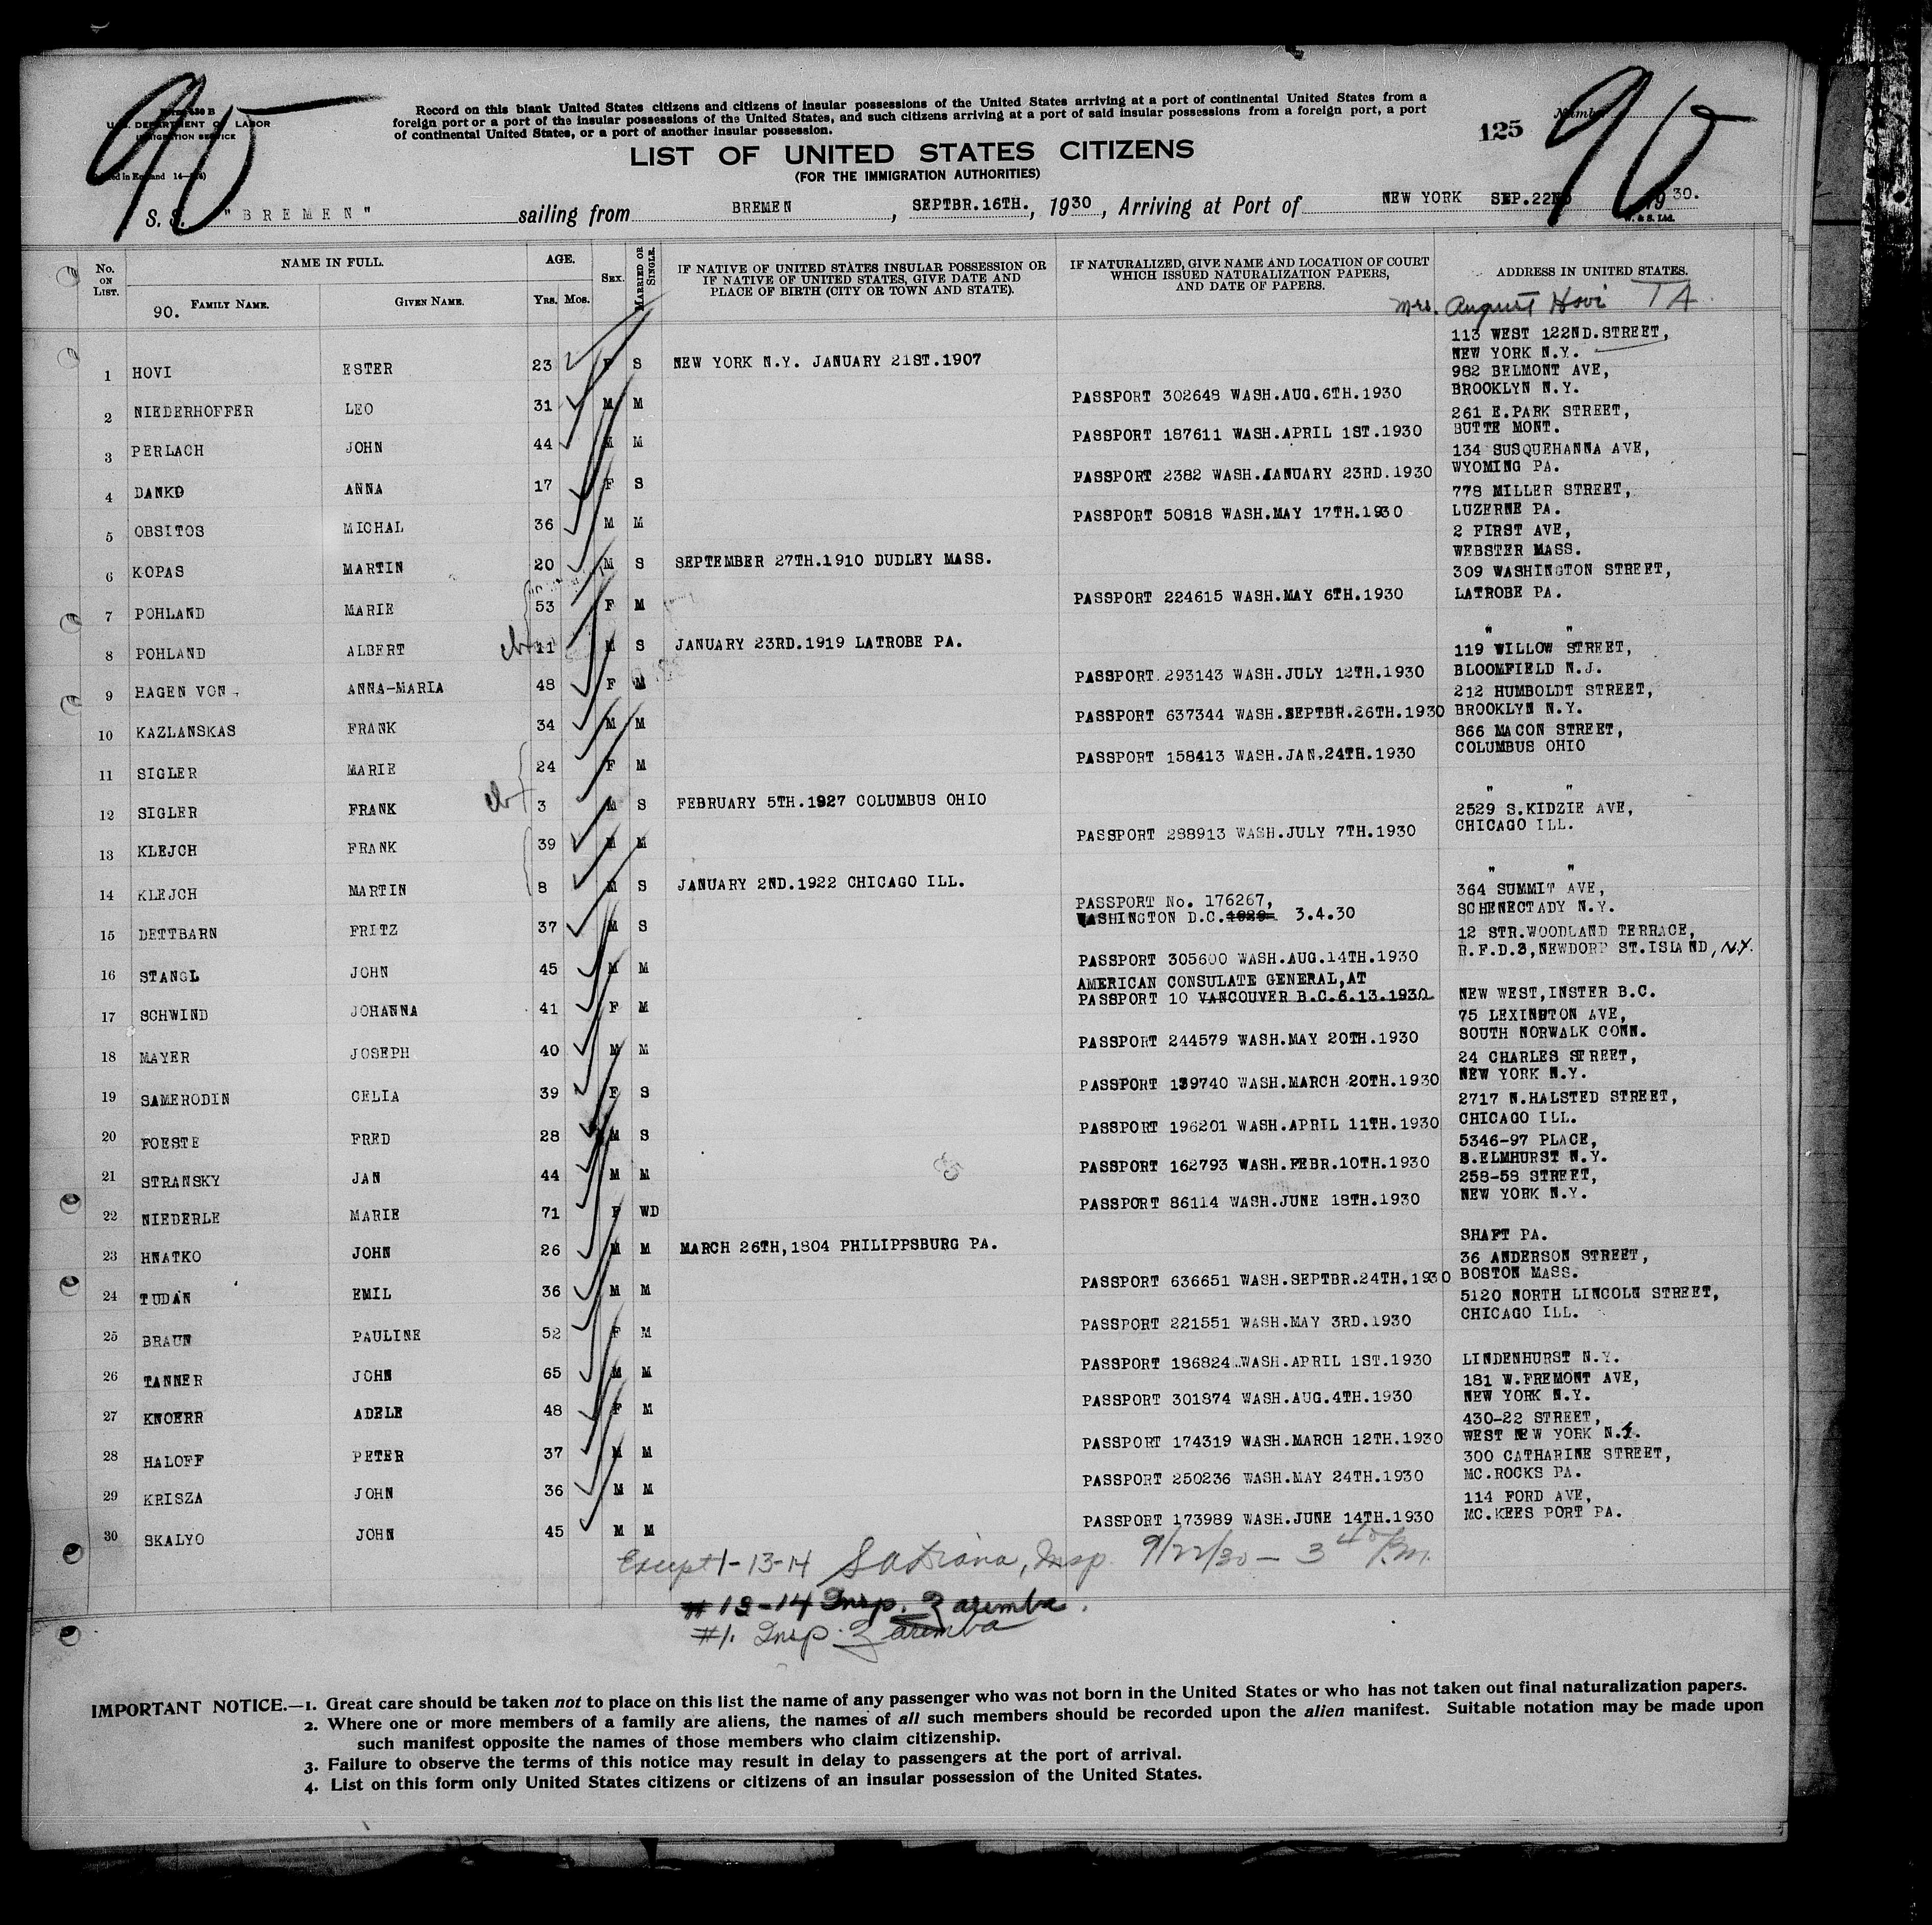 90 90
Record on this blank United States citizens and citizens of insular possessions of the United States arriving at a port of continental United States from a
foreign port or a port of the insular possessions of the United States, and such citizens arriving at a port of said insular possessions from a foreign port, a port
of continental United States, or a port of another insular possession.
U.S. DEPARTMENT OF LABOR
IMMIGRATION SERVICE
125
LIST OF UNITED STATES CITIZENS
(FOR THE IMMIGRATION AUTHORITIES)
S. S. "BREMEN" sailing from BREMEN, SEPTBR.16TH., 1930, Arriving at Port of NEW YORK SEP.22ND 1930.
W. & S. Ltd.
No. ON LIST. NAME IN FULL. AGE. SEX. MARRIED OR SINGLE. IF NATIVE OF UNITED STATES INSULAR POSSESSION OR IF NATIVE OF UNITED STATES, GIVE DATE AND PLACE OF BIRTH (CITY OR TOWN AND STATE). IF NATURALIZED, GIVE NAME AND LOCATION OF COURT WHICH ISSUED NATURALIZATION PAPERS, AND DATE OF PAPERS. ADDRESS IN UNITED STATES.
90. FAMILY NAME. GIVEN NAME. Yrs. Mos.
Mrs. August Hovi TA.
1 HOVI ESTER 23 F S NEW YORK N.Y. JANUARY 21ST.1907 113 WEST 122ND.STREET, NEW YORK N.Y.
2 NIEDERHOFFER LEO 31 M M PASSPORT 302648 WASH.AUG.6TH.1930 982 BELMONT AVE, BROOKLYN N.Y.
3 PERLACH JOHN 44 M M PASSPORT 187611 WASH.APRIL 1ST.1930 261 E.PARK STREET, BUTTE MONT.
4 DANKO ANNA 17 F S PASSPORT 2382 WASH.JANUARY 23RD.1930 134 SUSQUEHANNA AVE, WYOMING PA.
5 OBSITOS MICHAL 36 M M PASSPORT 50818 WASH.MAY 17TH.1930 778 MILLER STREET, LUZERNE PA.
6 KOPAS MARTIN 20 M S SEPTEMBER 27TH.1910 DUDLEY MASS. 2 FIRST AVE, WEBSTER MASS.
7 POHLAND MARIE 53 F M PASSPORT 224615 WASH.MAY 6TH.1930 309 WASHINGTON STREET, LATROBE PA.
8 POHLAND ALBERT 11 M S JANUARY 23RD.1919 LATROBE PA. " "
9 HAGEN VON - ANNA-MARIA 48 F M PASSPORT 293143 WASH.JULY 12TH.1930 119 WILLOW STREET, BLOOMFIELD N.J.
10 KAZLANSKAS FRANK 34 M M PASSPORT 637344 WASH.SEPTBR.26TH.1930 212 HUMBOLDT STREET, BROOKLYN N.Y.
11 SIGLER MARIE 24 F M PASSPORT 158413 WASH.JAN.24TH.1930 866 MACON STREET, COLUMBUS OHIO
12 SIGLER FRANK 3 M S FEBRUARY 5TH.1927 COLUMBUS OHIO " "
13 KLEJCH FRANK 39 M M PASSPORT 288913 WASH.JULY 7TH.1930 2529 S.KIDZIE AVE, CHICAGO ILL.
14 KLEJCH MARTIN 8 M S JANUARY 2ND.1922 CHICAGO ILL. " "
15 DETTBARN FRITZ 37 M S PASSPORT No. 176267, WASHINGTON D.C.1929= 3.4.30 364 SUMMIT AVE, SCHENECTADY N.Y.
16 STANGL JOHN 45 M M PASSPORT 305600 WASH.AUG.14TH.1930 12 STR.WOODLAND TERRACE, R.F.D.3,NEWDORP ST.ISLAND, N.Y.
17 SCHWIND JOHANNA 41 F M AMERICAN CONSULATE GENERAL,AT PASSPORT 10 VANCOUVER B.C.6.13.1930 NEW WEST,INSTER B.C.
18 MAYER JOSEPH 40 M M PASSPORT 244579 WASH.MAY 20TH.1930 75 LEXINGTON AVE, SOUTH NORWALK CONN.
19 SAMERODIN CELIA 39 F S PASSPORT 139740 WASH.MARCH 20TH.1930 24 CHARLES STREET, NEW YORK N.Y.
20 FOESTE FRED 28 M S PASSPORT 196201 WASH.APRIL 11TH.1930 2717 N.HALSTED STREET, CHICAGO ILL.
21 STRANSKY JAN 44 M M PASSPORT 162793 WASH.FEBR.10TH.1930 5346-97 PLACE, S.ELMHURST N.Y.
22 NIEDERLE MARIE 71 F WD PASSPORT 86114 WASH.JUNE 18TH.1930 258-58 STREET, NEW YORK N.Y.
23 HNATKO JOHN 26 M M MARCH 26TH,1804 PHILIPPSBURG PA. SHAFT PA.
24 TUDAN EMIL 36 M M PASSPORT 636651 WASH.SEPTBR.24TH.1930 36 ANDERSON STREET, BOSTON MASS.
25 BRAUN PAULINE 52 F M PASSPORT 221551 WASH.MAY 3RD.1930 5120 NORTH LINCOLN STREET, CHICAGO ILL.
26 TANNER JOHN 65 M M PASSPORT 186824 WASH.APRIL 1ST.1930 LINDENHURST N.Y.
27 KNOERR ADELE 48 F M PASSPORT 301874 WASH.AUG.4TH.1930 181 W.FREMONT AVE, NEW YORK N.Y.
28 HALOFF PETER 37 M M PASSPORT 174319 WASH.MARCH 12TH.1930 430-22 STREET, WEST NEW YORK N.J.
29 KRISZA JOHN 36 M M PASSPORT 250236 WASH.MAY 24TH.1930 300 CATHARINE STREET, MC.ROCKS PA.
30 SKALYO JOHN 45 M M PASSPORT 173989 WASH.JUNE 14TH.1930 114 FORD AVE, MC.KEES PORT PA.
Except 1-13-14 Insp. 9/22/30 - 3 40 P.M.
# 13-14 Insp. Zaremba.
#1. Insp. Zaremba
IMPORTANT NOTICE.—1. Great care should be taken not to place on this list the name of any passenger who was not born in the United States or who has not taken out final naturalization papers.
2. Where one or more members of a family are aliens, the names of all such members should be recorded upon the alien manifest. Suitable notation may be made upon
such manifest opposite the names of those members who claim citizenship.
3. Failure to observe the terms of this notice may result in delay to passengers at the port of arrival.
4. List on this form only United States citizens or citizens of an insular possession of the United States.